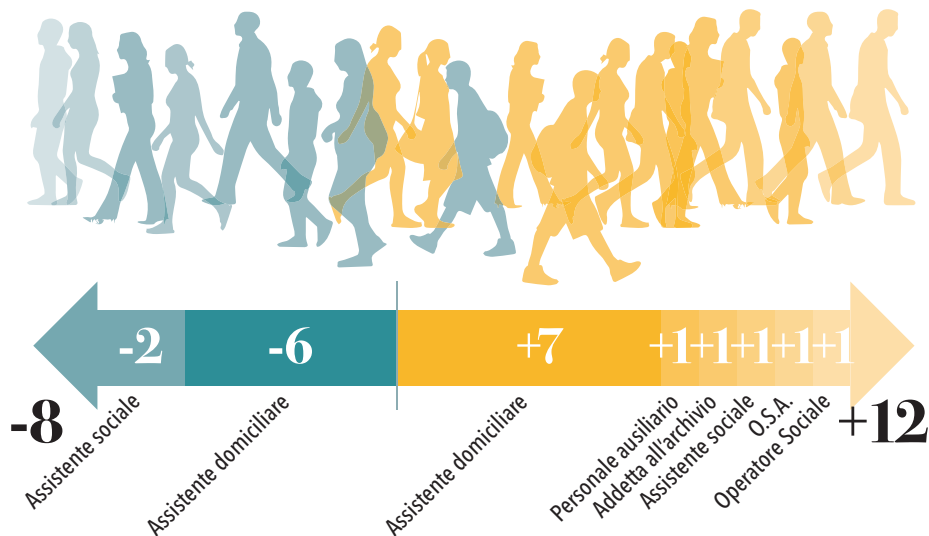 -2
-6
+7
+1
+1
+1
+1
+1
-8
+12
Assistente sociale
Assistente domiciliare
Assistente domiciliare
Personale ausiliario
Addetta all'archivio
Assistente sociale
O.S.A.
Operatore Sociale